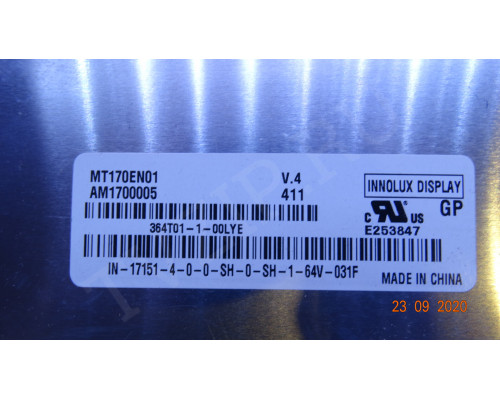 MT170EN01 V.4 INNOLUX DISPLAY
AM1700005 411 GP
C RU US
364T01-1-00LYE E253847
IN-17151-4-0-0-SH-0-SH-1-64V-031F MADE IN CHINA
23 09 2020